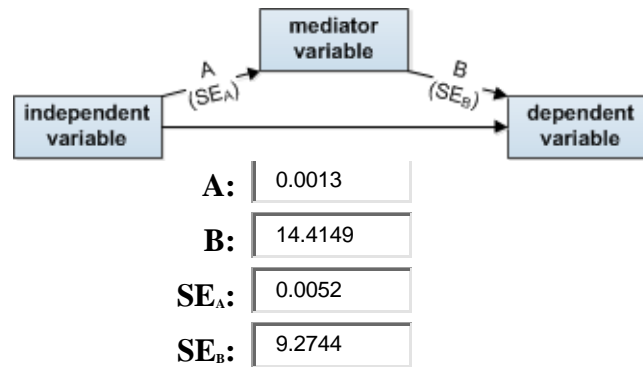 mediator
variable
A
(SEA)
B
(SEB)
independent
variable
dependent
variable
A: 0.0013
B: 14.4149
SEA: 0.0052
SEB: 9.2744